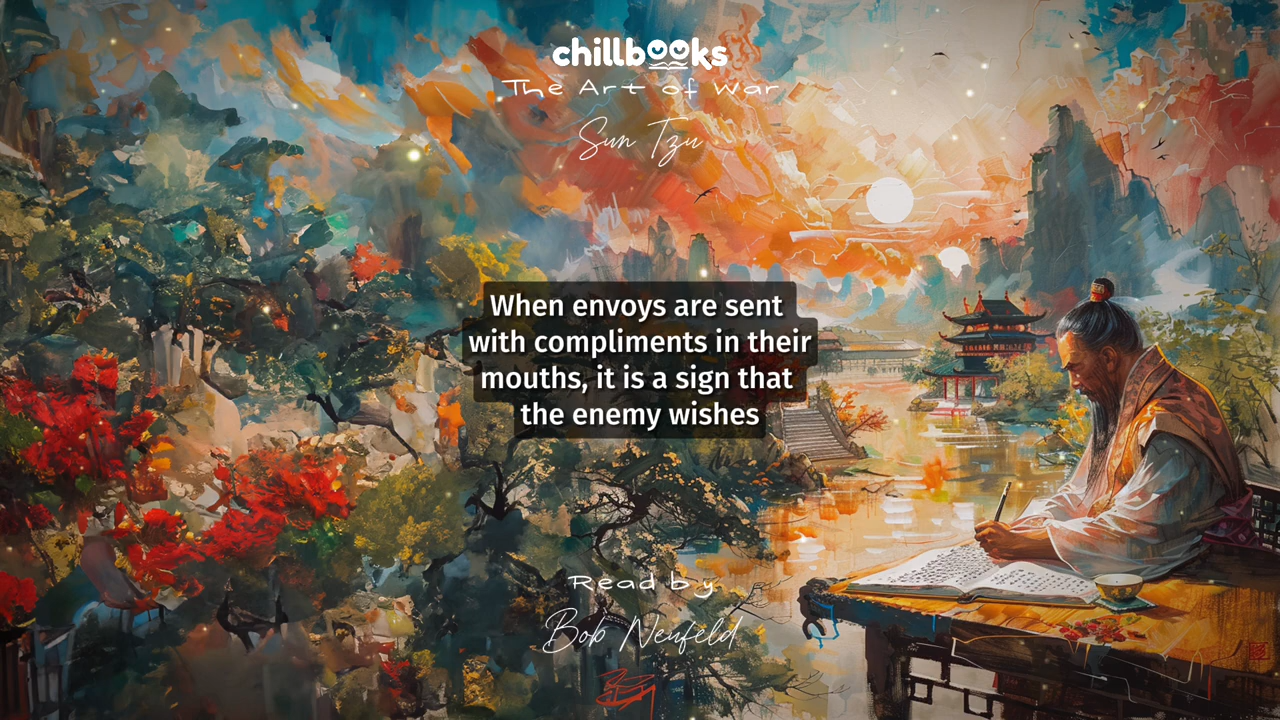 chillbooks
The Art of War
Sun Tzu
When envoys are sent
with compliments in their
mouths, it is a sign that
the enemy wishes
Read by
Bob Neufeld